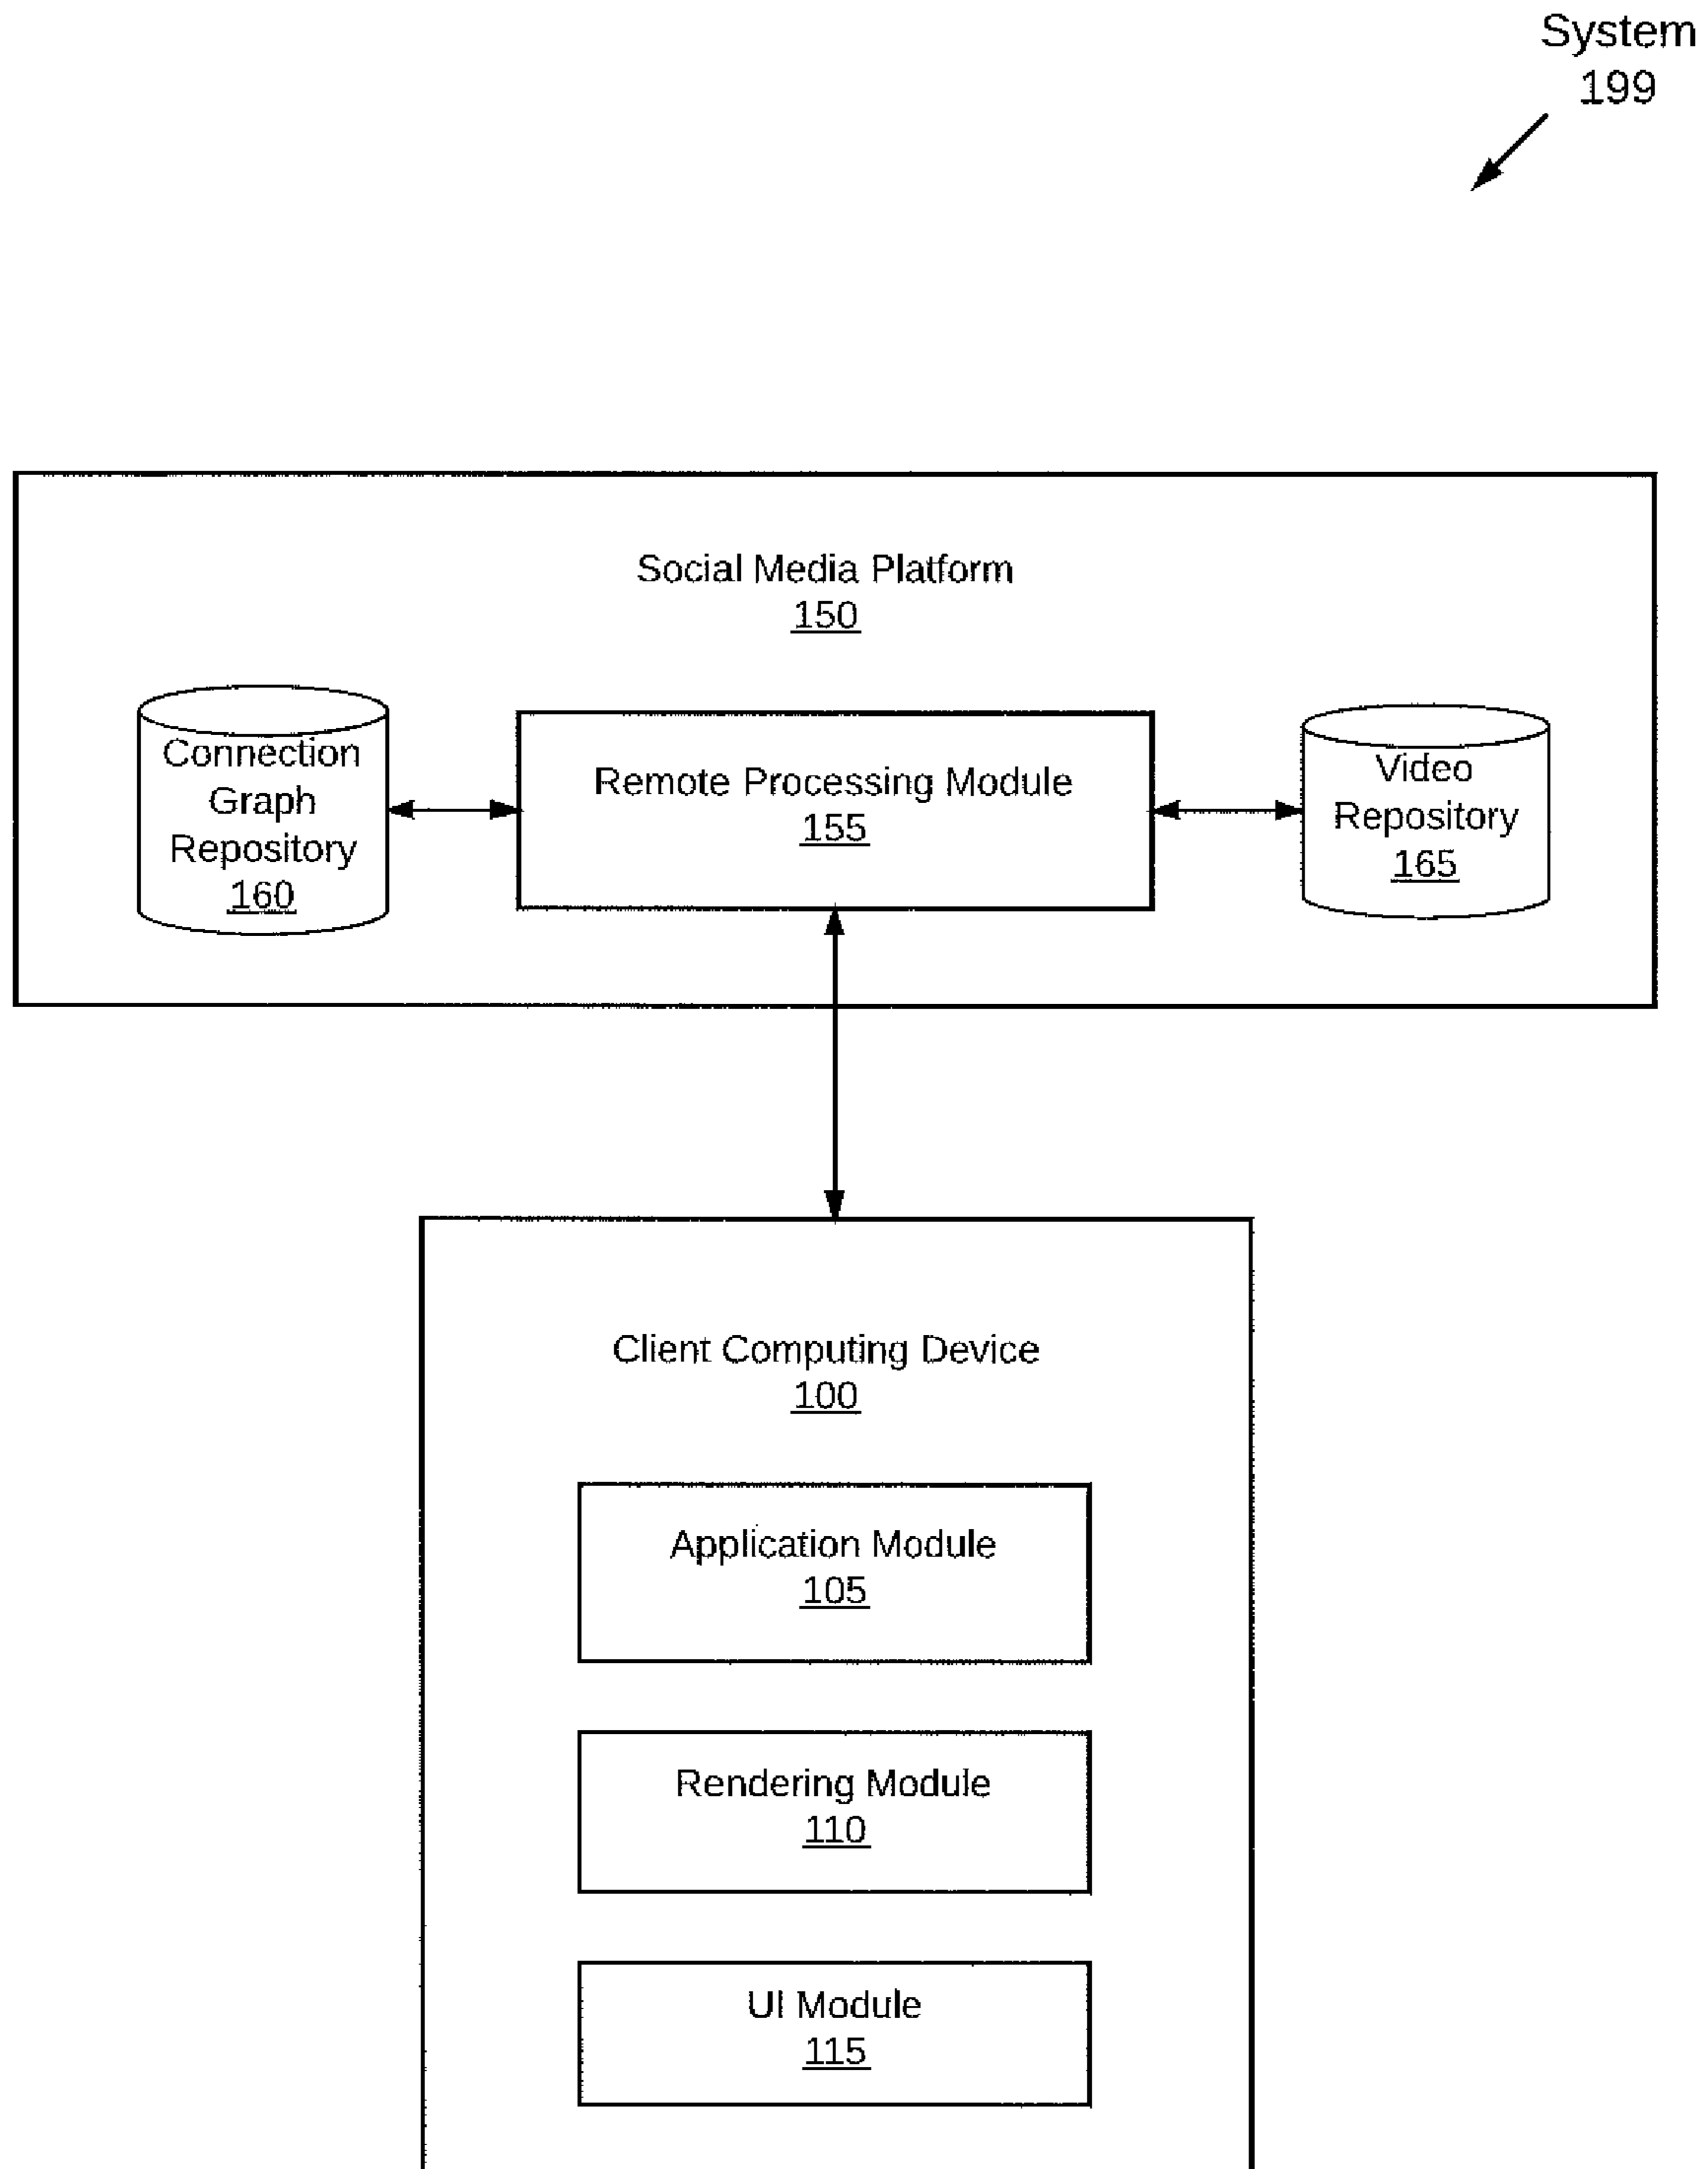 System
199
Social Media Platform
150
Connection
Graph
Repository
160
Remote Processing Module
155
Video
Repository
165
Client Computing Device
100
Application Module
105
Rendering Module
110
UI Module
115